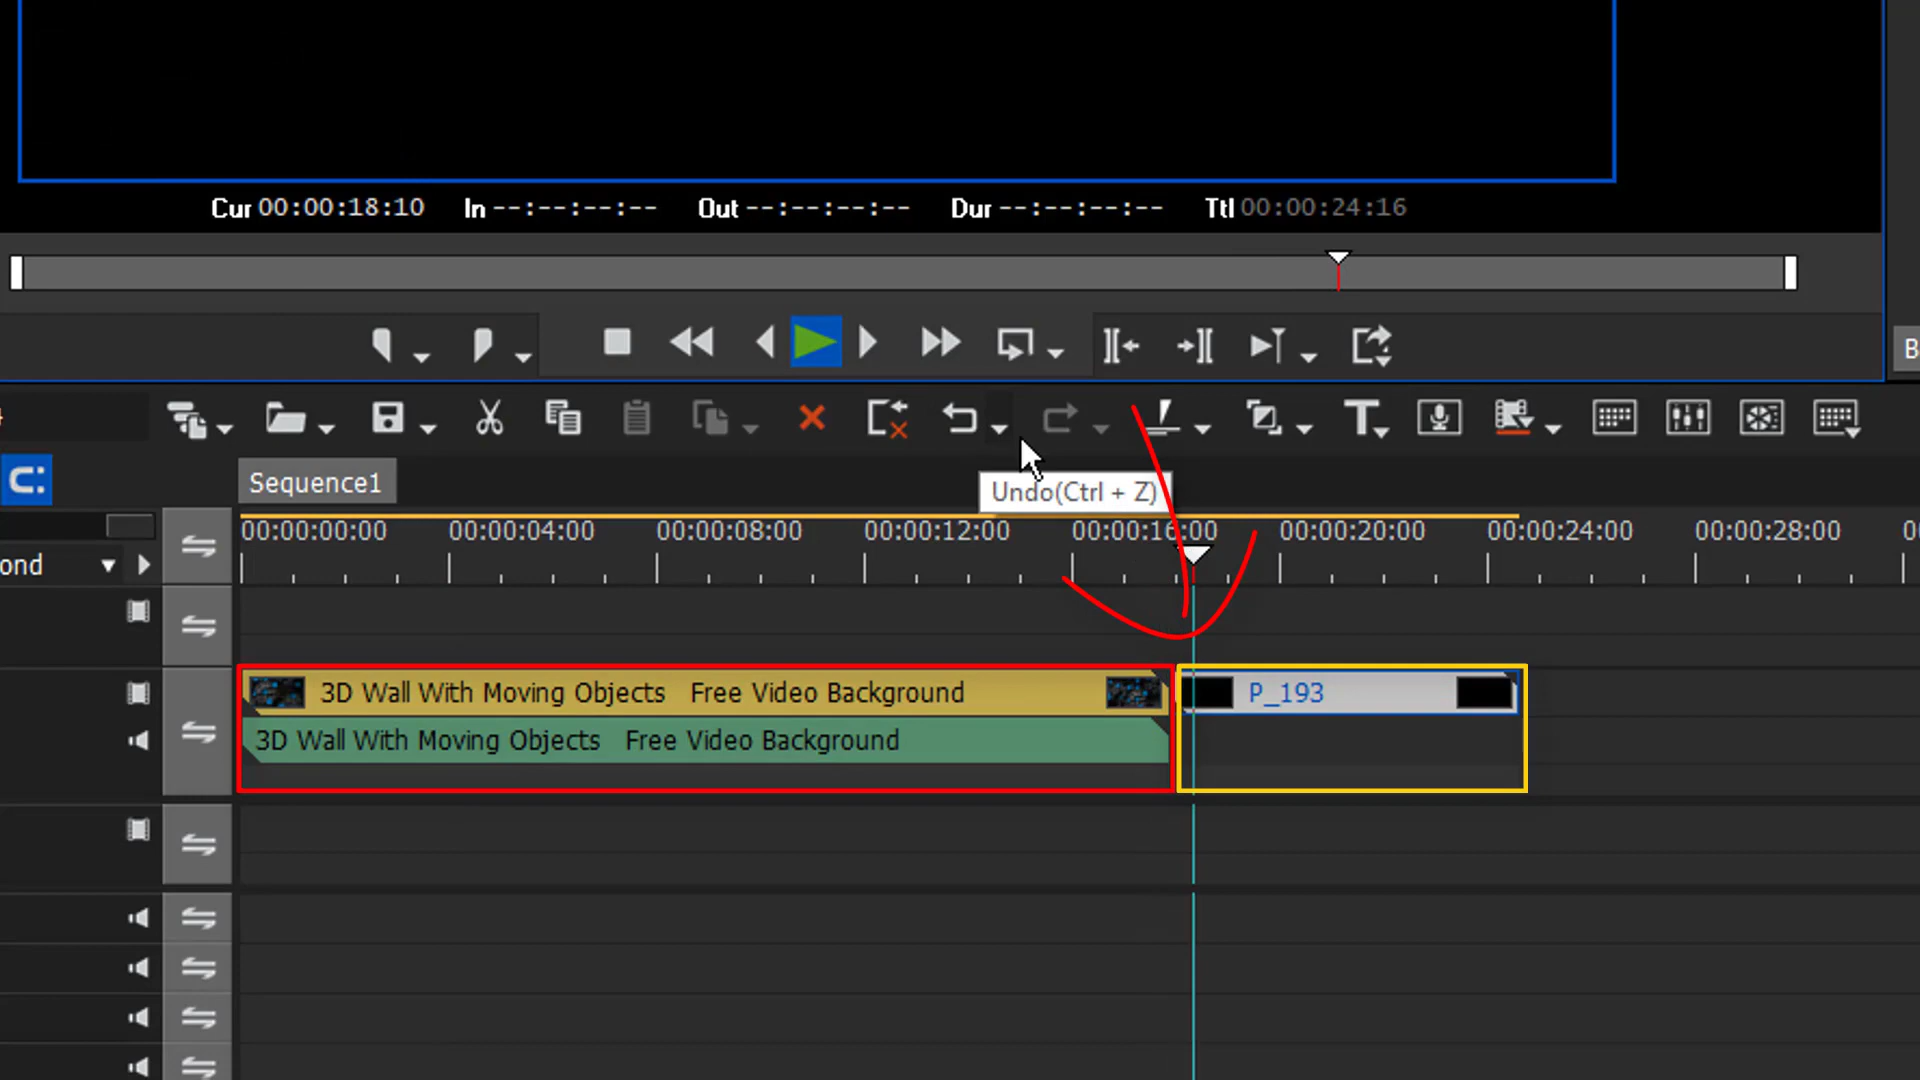 Cur 00:00:18:10 In --:--:--:-- Out --:--:--:-- Dur --:--:--:-- Ttl 00:00:24:16
B
Sequence1
Undo(Ctrl + Z)
00:00:00:00 00:00:04:00 00:00:08:00 00:00:12:00 00:00:16:00 00:00:20:00 00:00:24:00 00:00:28:00
ond
3D Wall With Moving Objects Free Video Background
P_193
3D Wall With Moving Objects Free Video Background